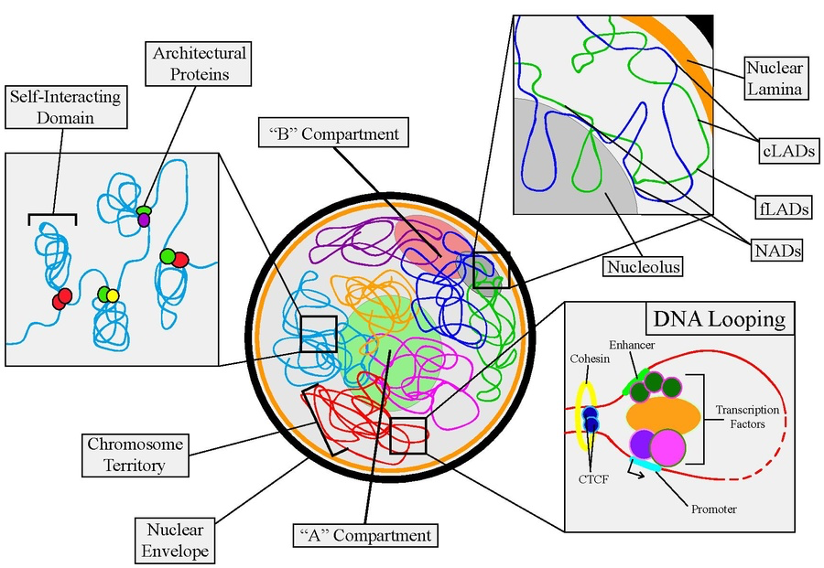 Architectural
Proteins
Self-Interacting
Domain
"B" Compartment
Nuclear
Lamina
cLADs
fLADs
NADs
Nucleolus
DNA Looping
Enhancer
Cohesin
Transcription
Factors
CTCF
Promoter
Chromosome
Territory
Nuclear
Envelope
"A" Compartment